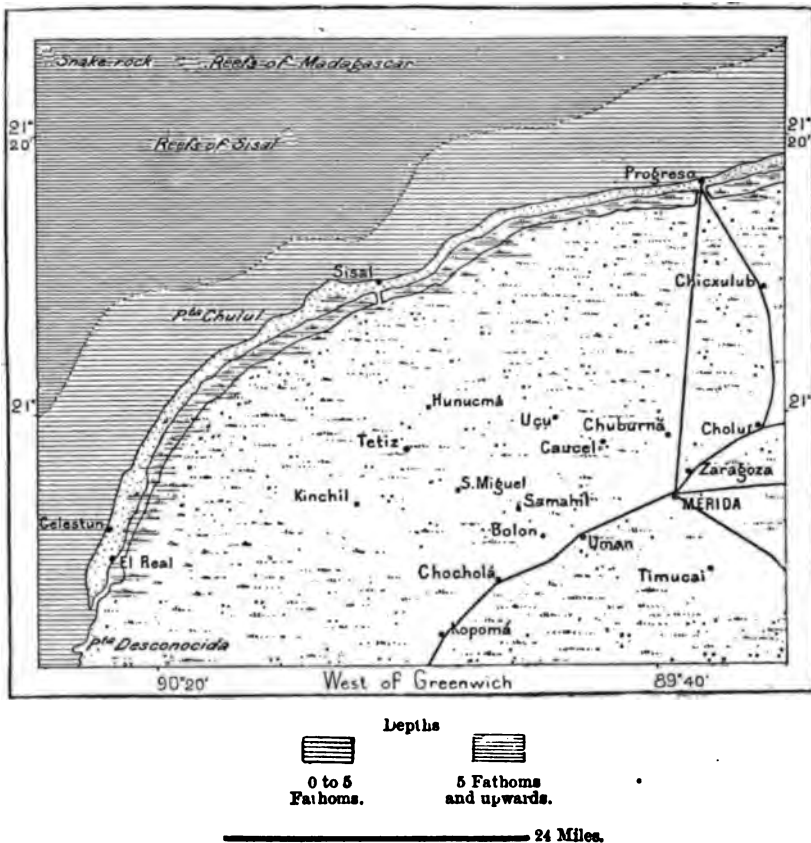 Snake-rock
Reefs of Madagascar
21°
20'
21°
20'
Reefs of Sisal
Progreso
Sisal
Chicxulub
Pta Chulul
21°
Hunucmá
21°
Uçu
Chuburná
Cholul
Tetiz
Caucel
Zaragoza
Kinchil
S. Miguel
Samahil
MÉRIDA
Celestun
Bolon
Uman
El Real
Chocholá
Timucai
Kopomá
Pta Desconocida
90°20'
West of Greenwich
89°40'
Depths
0 to 5
Fathoms.
5 Fathoms
and upwards.
24 Miles.